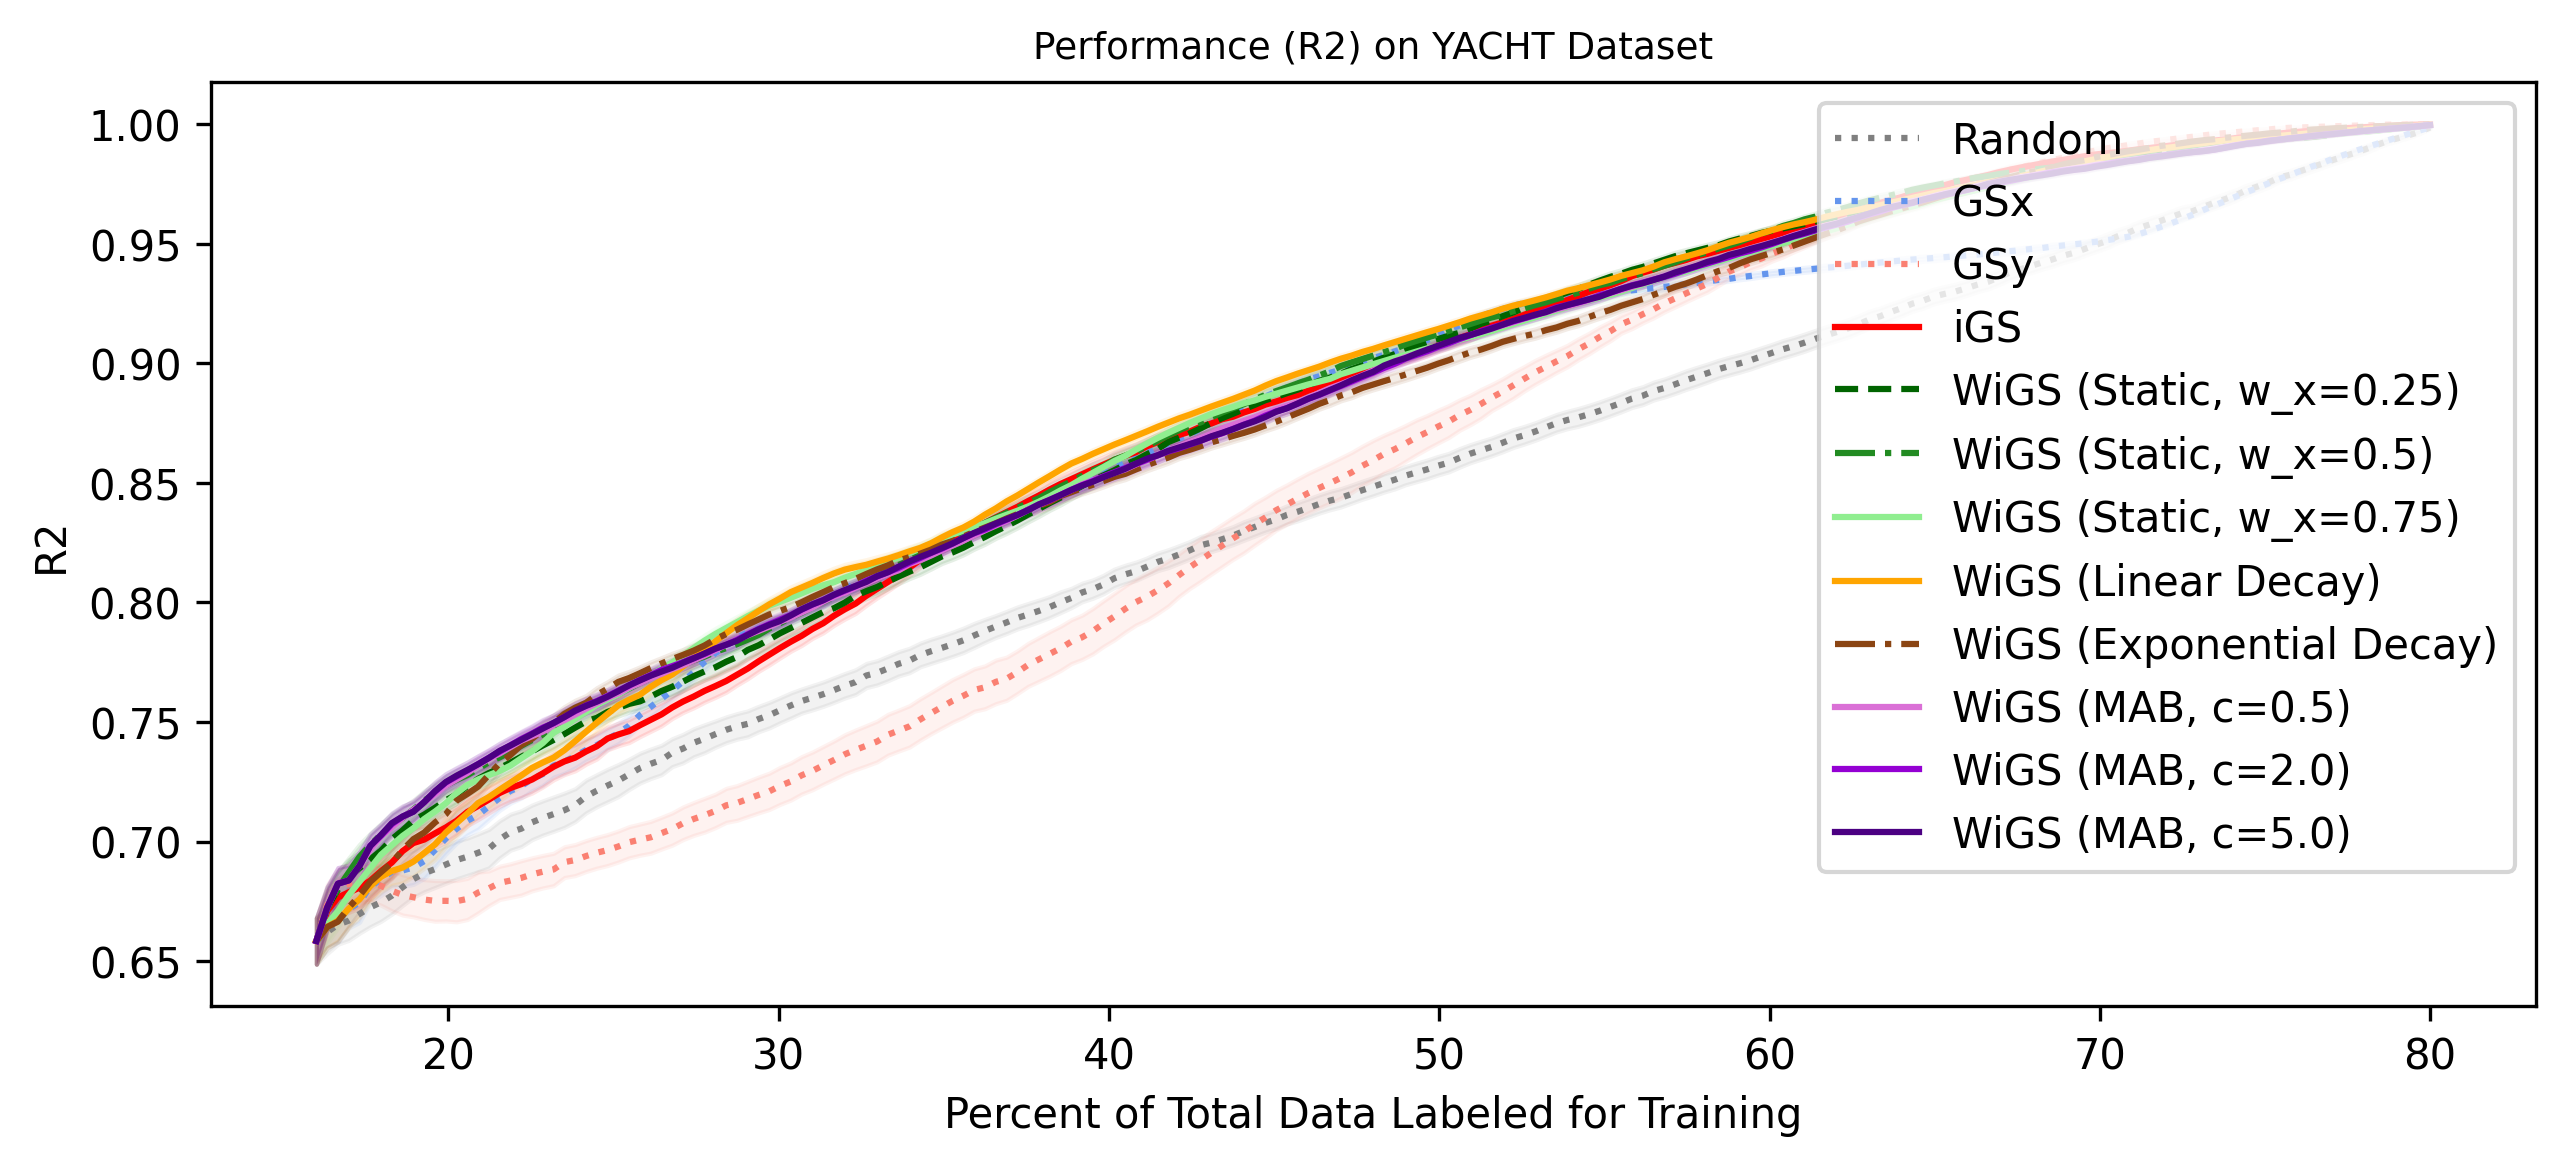 Performance (R2) on YACHT Dataset
R2
1.00
0.95
0.90
0.85
0.80
0.75
0.70
0.65
20
30
40
50
60
70
80
Percent of Total Data Labeled for Training
Random
GSx
GSy
iGS
WiGS (Static, w_x=0.25)
WiGS (Static, w_x=0.5)
WiGS (Static, w_x=0.75)
WiGS (Linear Decay)
WiGS (Exponential Decay)
WiGS (MAB, c=0.5)
WiGS (MAB, c=2.0)
WiGS (MAB, c=5.0)